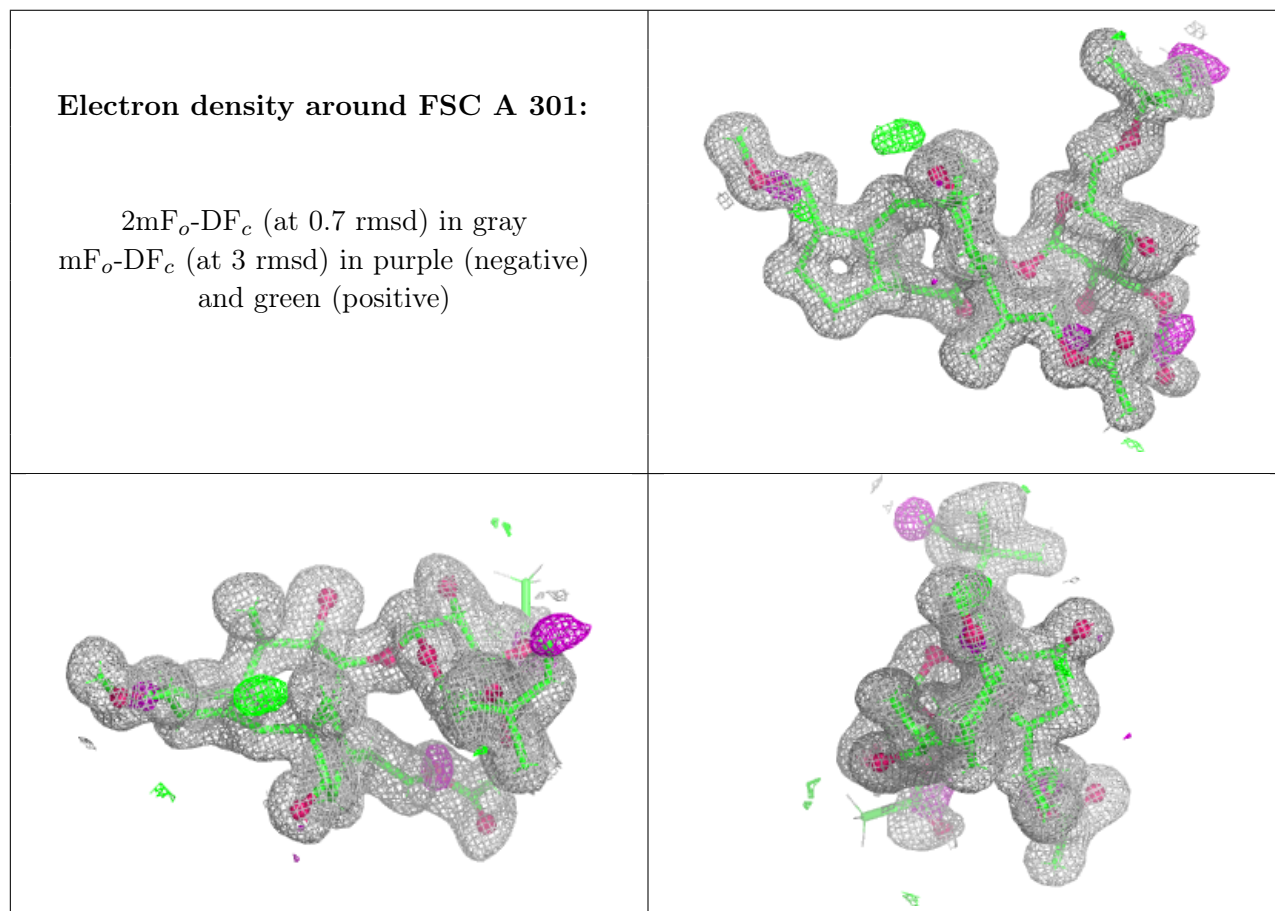 Electron density around FSC A 301:
2mFo-DFc (at 0.7 rmsd) in gray
mFo-DFc (at 3 rmsd) in purple (negative)
and green (positive)